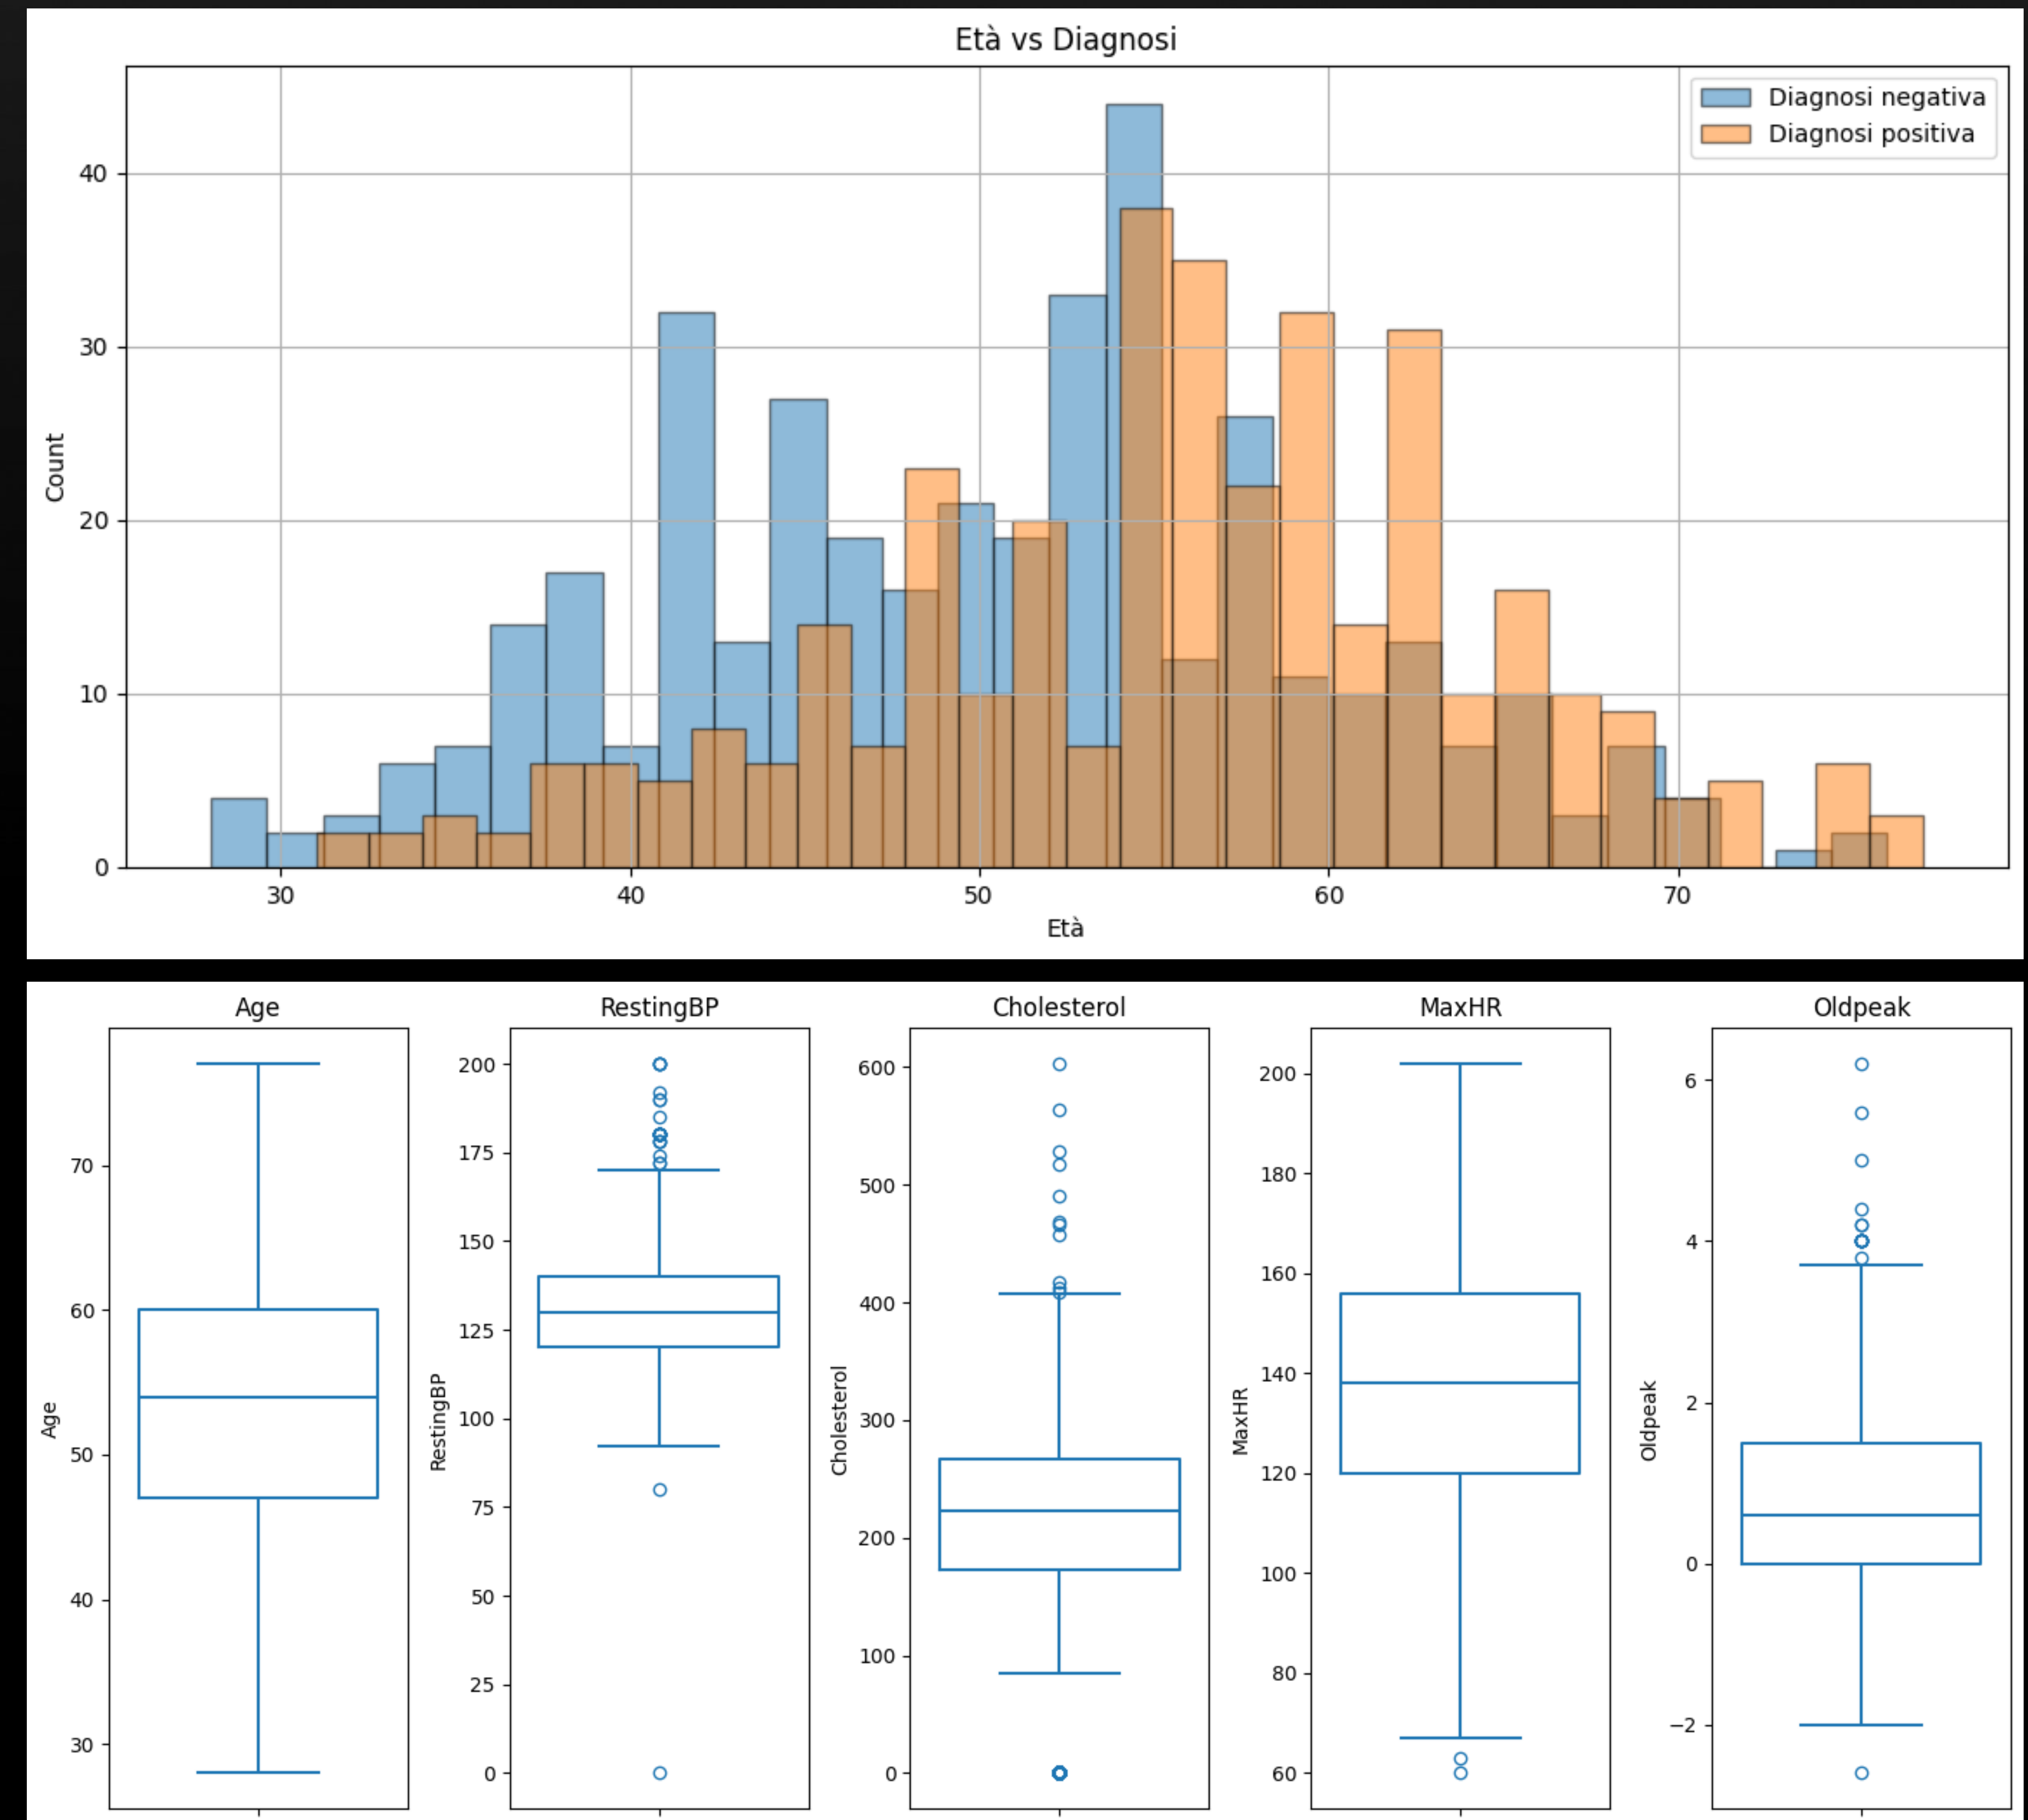 Età vs Diagnosi
Diagnosi negativa
Diagnosi positiva
Count
40
30
20
10
0
30 40 50 60 70
Età
Age
Age
70
60
50
40
30
RestingBP
RestingBP
200
175
150
125
100
75
50
25
0
Cholesterol
Cholesterol
600
500
400
300
200
100
0
MaxHR
MaxHR
200
180
160
140
120
100
80
60
Oldpeak
Oldpeak
6
4
2
0
−2